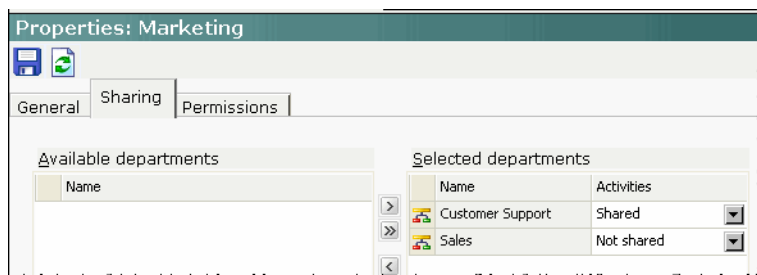 Properties: Marketing
General
Sharing
Permissions
Available departments
Name
Selected departments
Name Activities
Customer Support Shared
Sales Not shared